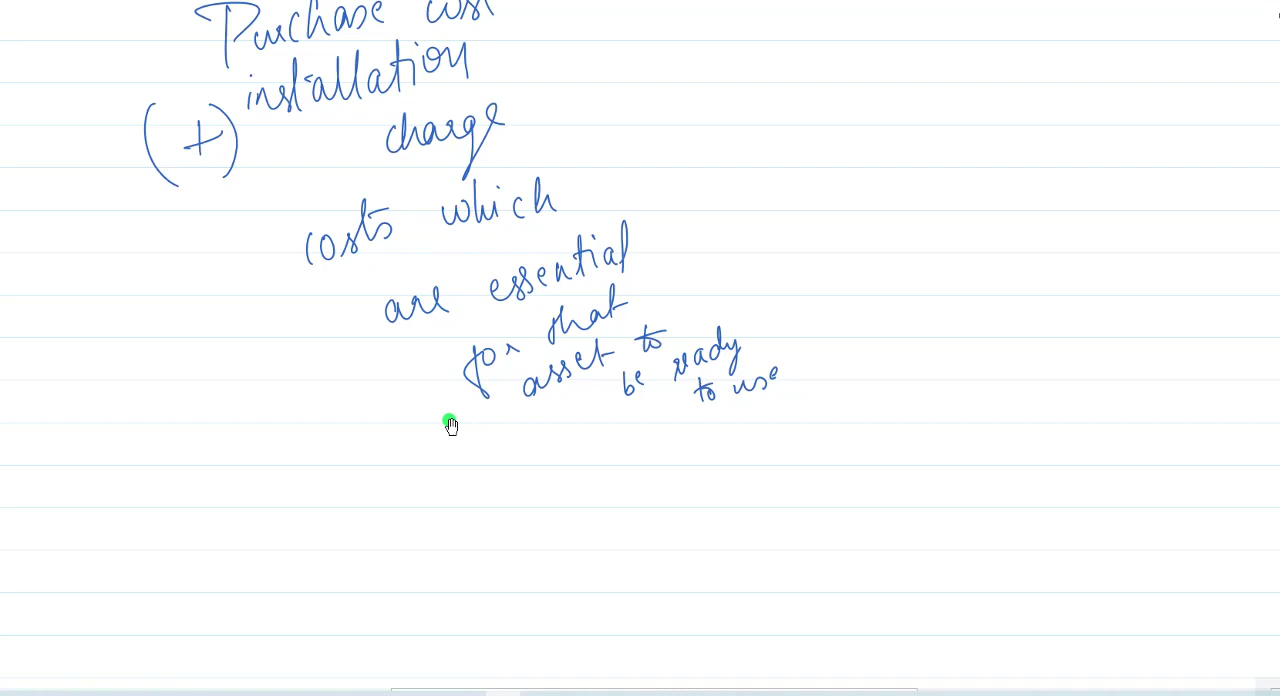 Purchase cost
installation
(+)
charge
costs which
are essential
for that
asset to
be ready
to use